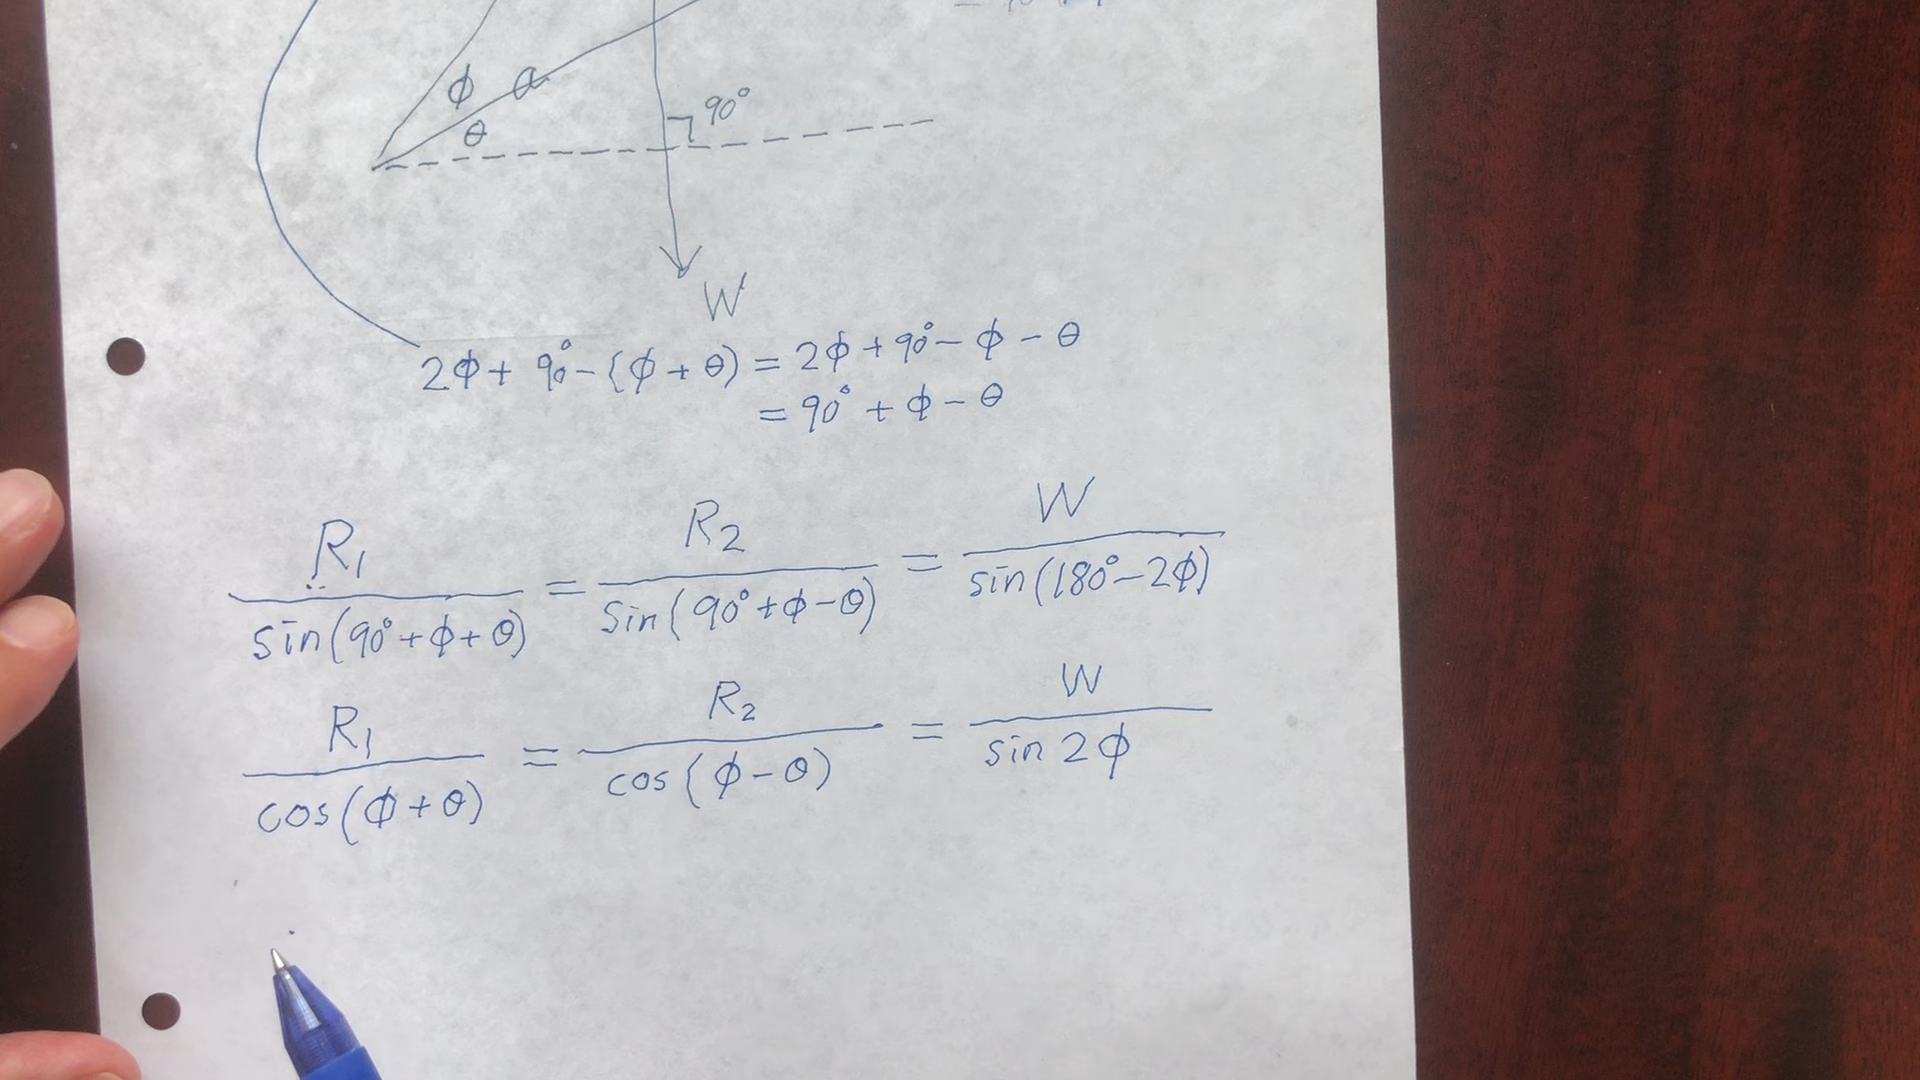 ϕ a
θ
90°
W
2ϕ + 90° - (ϕ + θ) = 2ϕ + 90° - ϕ - θ
= 90° + ϕ - θ
R₁ / sin(90° + ϕ + θ) = R₂ / sin(90° + ϕ - θ) = W / sin(180° - 2ϕ)
R₁ / cos(ϕ + θ) = R₂ / cos(ϕ - θ) = W / sin 2ϕ